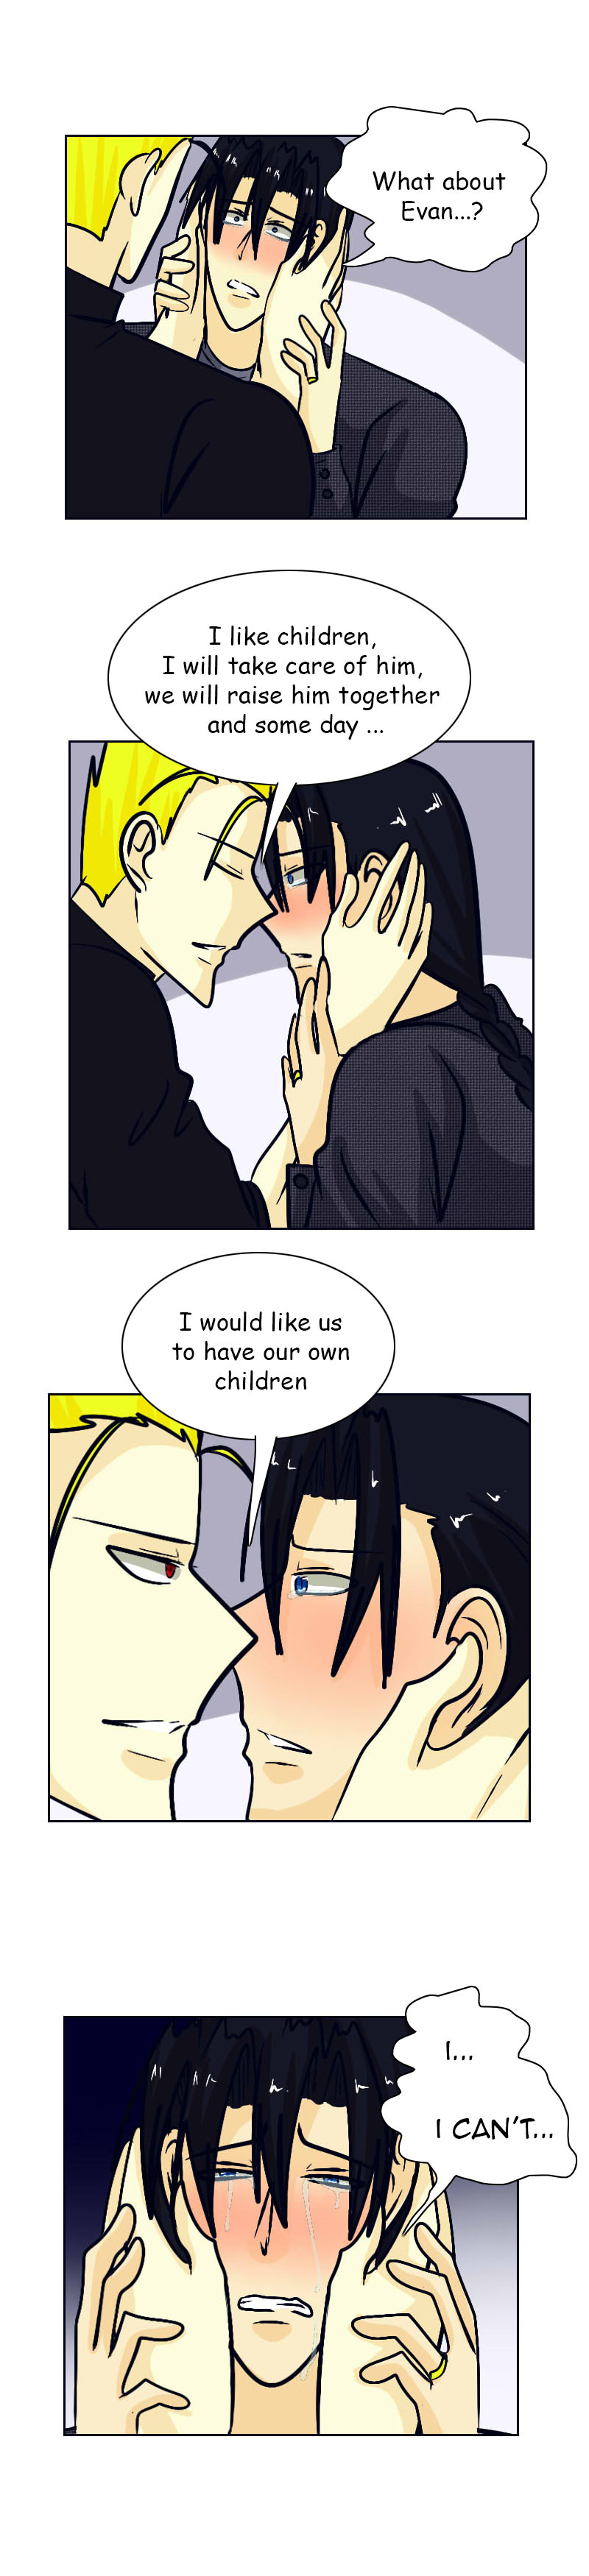 What about
Evan...?
I like children,
I will take care of him,
we will raise him together
and some day ...
I would like us
to have our own
children
I...
I CAN'T...